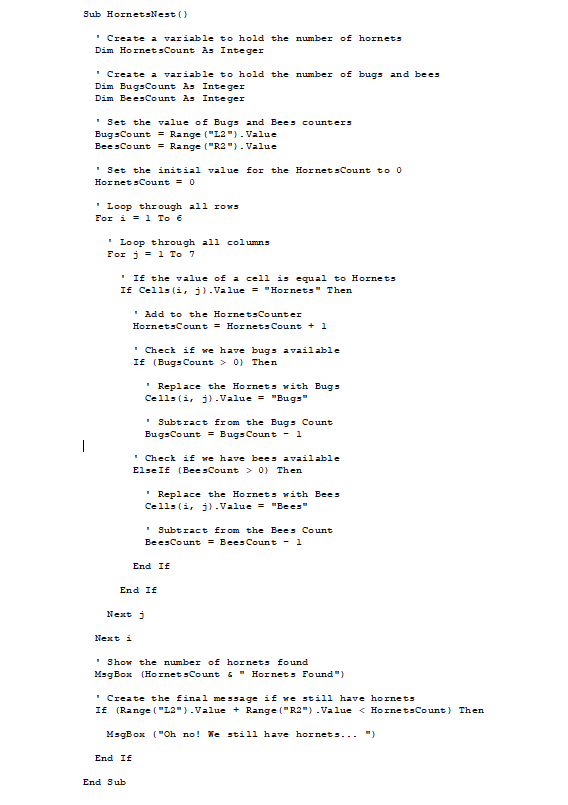 Sub HornetsNest()
' Create a variable to hold the number of hornets
Dim HornetsCount As Integer
' Create a variable to hold the number of bugs and bees
Dim BugsCount As Integer
Dim BeesCount As Integer
' Set the value of Bugs and Bees counters
BugsCount = Range("L2").Value
BeesCount = Range("R2").Value
' Set the initial value for the HornetsCount to 0
HornetsCount = 0
' Loop through all rows
For i = 1 To 6
' Loop through all columns
For j = 1 To 7
' If the value of a cell is equal to Hornets
If Cells(i, j).Value = "Hornets" Then
' Add to the HornetsCounter
HornetsCount = HornetsCount + 1
' Check if we have bugs available
If (BugsCount > 0) Then
' Replace the Hornets with Bugs
Cells(i, j).Value = "Bugs"
' Subtract from the Bugs Count
BugsCount = BugsCount - 1
' Check if we have bees available
ElseIf (BeesCount > 0) Then
' Replace the Hornets with Bees
Cells(i, j).Value = "Bees"
' Subtract from the Bees Count
BeesCount = BeesCount - 1
End If
End If
Next j
Next i
' Show the number of hornets found
MsgBox (HornetsCount & " Hornets Found")
' Create the final message if we still have hornets
If (Range("L2").Value + Range("R2").Value < HornetsCount) Then
MsgBox ("Oh no! We still have hornets... ")
End If
End Sub